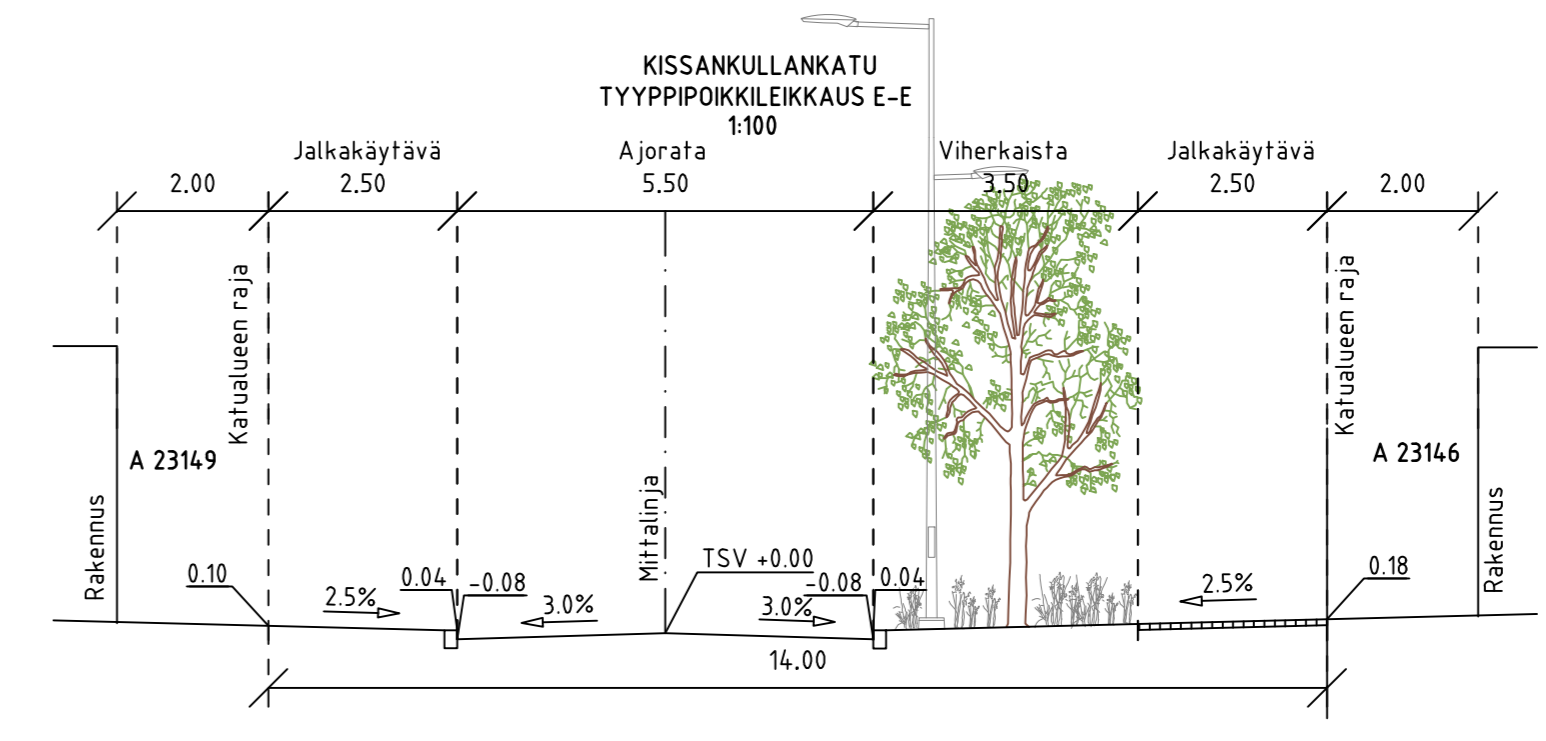 KISSANKULLANKATU
TYYPPIPOIKKILEIKKAUS E-E
1:100
Jalkakäytävä
Ajorata
Viherkaista
Jalkakäytävä
2.00
2.50
5.50
3.50
2.50
2.00
Katualueen raja
Katualueen raja
A 23149
A 23146
Rakennus
Mittalinja
Rakennus
TSV +0.00
0.10
2.5%
0.04
-0.08
3.0%
3.0%
-0.08
0.04
2.5%
0.18
14.00